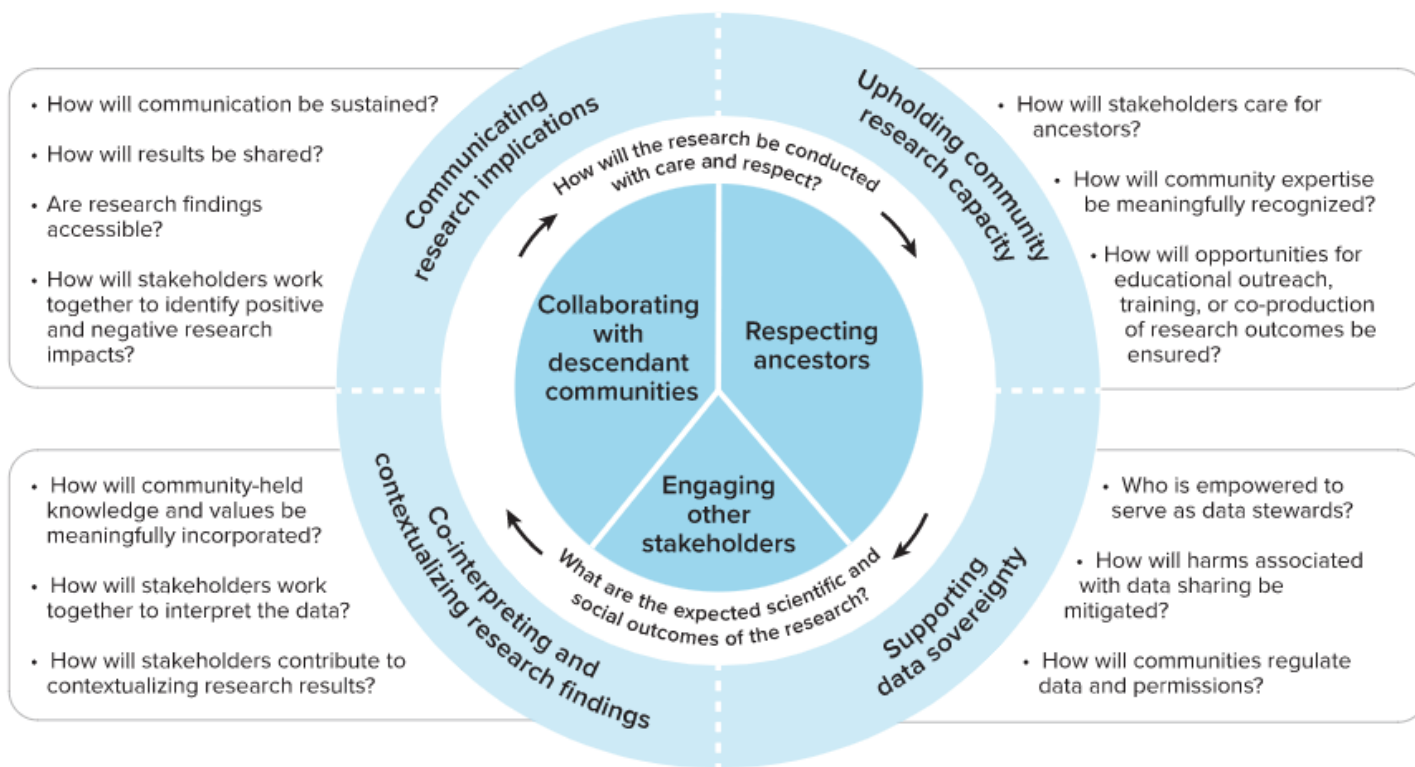 • How will communication be sustained?
• How will results be shared?
• Are research findings
accessible?
• How will stakeholders work
together to identify positive
and negative research
impacts?
Communicating
research implications
Upholding community
research capacity
• How will stakeholders care for
ancestors?
• How will community expertise
be meaningfully recognized?
• How will opportunities for
educational outreach,
training, or co-production
of research outcomes be
ensured?
How will the research be conducted
with care and respect?
Collaborating
with
descendant
communities
Respecting
ancestors
Engaging
other
stakeholders
What are the expected scientific and
social outcomes of the research?
• How will community-held
knowledge and values be
meaningfully incorporated?
• How will stakeholders work
together to interpret the data?
• How will stakeholders contribute to
contextualizing research results?
Co-interpreting and
contextualizing research findings
Supporting
data sovereignty
• Who is empowered to
serve as data stewards?
• How will harms associated
with data sharing be
mitigated?
• How will communities regulate
data and permissions?